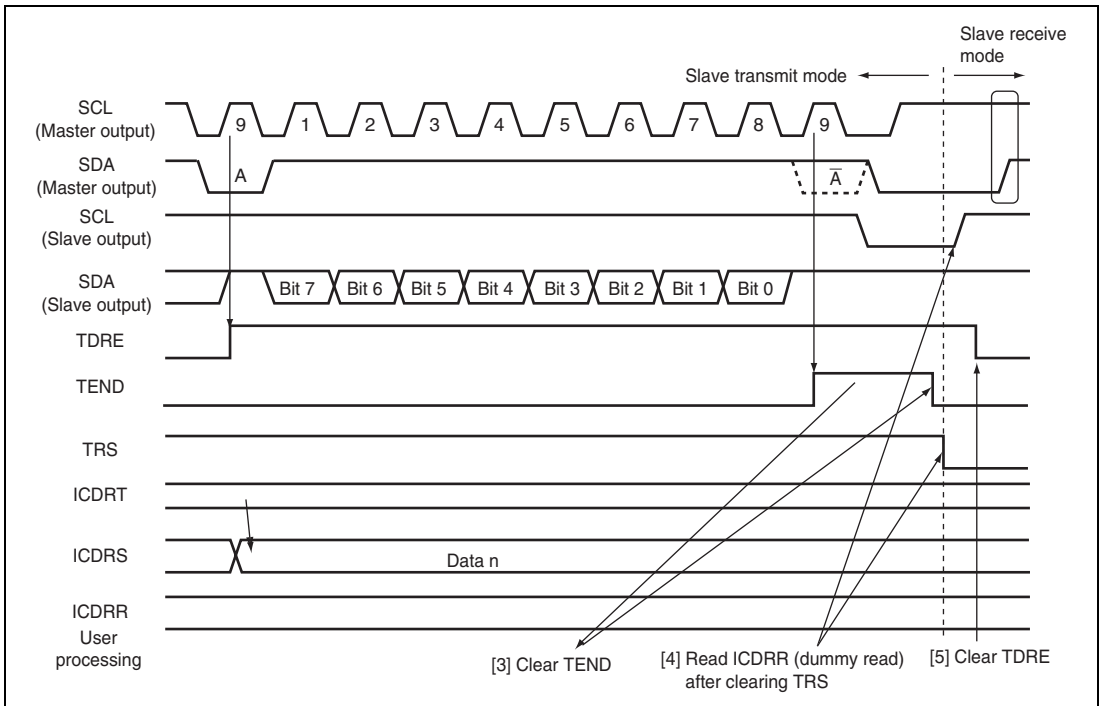 Slave receive
mode
Slave transmit mode
SCL
(Master output)
9 1 2 3 4 5 6 7 8 9
SDA
(Master output)
A A̅
SCL
(Slave output)
SDA
(Slave output)
Bit 7 Bit 6 Bit 5 Bit 4 Bit 3 Bit 2 Bit 1 Bit 0
TDRE
TEND
TRS
ICDRT
ICDRS
Data n
ICDRR
User
processing
[3] Clear TEND
[4] Read ICDRR (dummy read)
after clearing TRS
[5] Clear TDRE